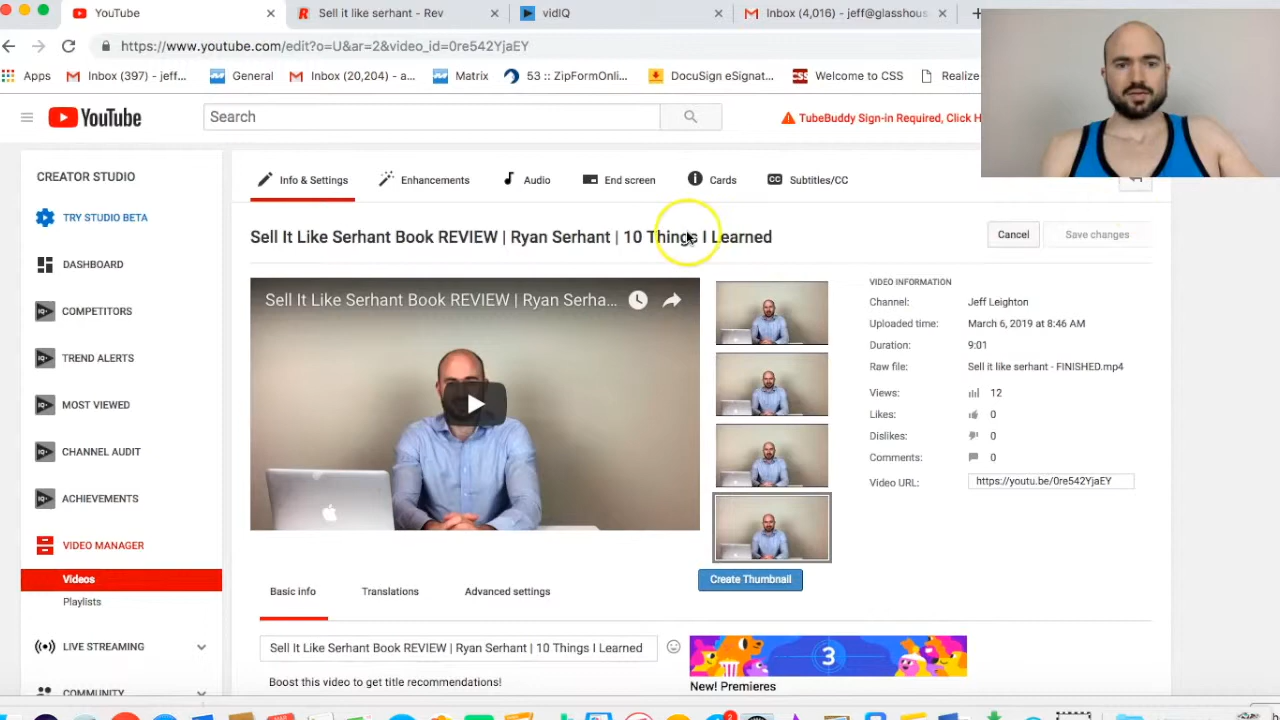 YouTube
Sell it like serhant - Rev
vidIQ
Inbox (4,016) - jeff@glasshous
https://www.youtube.com/edit?o=U&ar=2&video_id=0re542YjaEY
Apps
Inbox (397) - jeff...
General
Inbox (20,204) - a...
Matrix
53 :: ZipFormOnli...
DocuSign eSignat...
Welcome to CSS
Realize
YouTube
Search
TubeBuddy Sign-in Required, Click H
CREATOR STUDIO
TRY STUDIO BETA
DASHBOARD
COMPETITORS
TREND ALERTS
MOST VIEWED
CHANNEL AUDIT
ACHIEVEMENTS
VIDEO MANAGER
Videos
Playlists
LIVE STREAMING
COMMUNITY
Info & Settings
Enhancements
Audio
End screen
Cards
CC Subtitles/CC
Sell It Like Serhant Book REVIEW | Ryan Serhant | 10 Things I Learned
Cancel
Save changes
Sell It Like Serhant Book REVIEW | Ryan Serha...
VIDEO INFORMATION
Channel: Jeff Leighton
Uploaded time: March 6, 2019 at 8:46 AM
Duration: 9:01
Raw file: Sell it like serhant - FINISHED.mp4
Views: 12
Likes: 0
Dislikes: 0
Comments: 0
Video URL: https://youtu.be/0re542YjaEY
Create Thumbnail
Basic info
Translations
Advanced settings
Sell It Like Serhant Book REVIEW | Ryan Serhant | 10 Things I Learned
Boost this video to get title recommendations!
3
New! Premieres